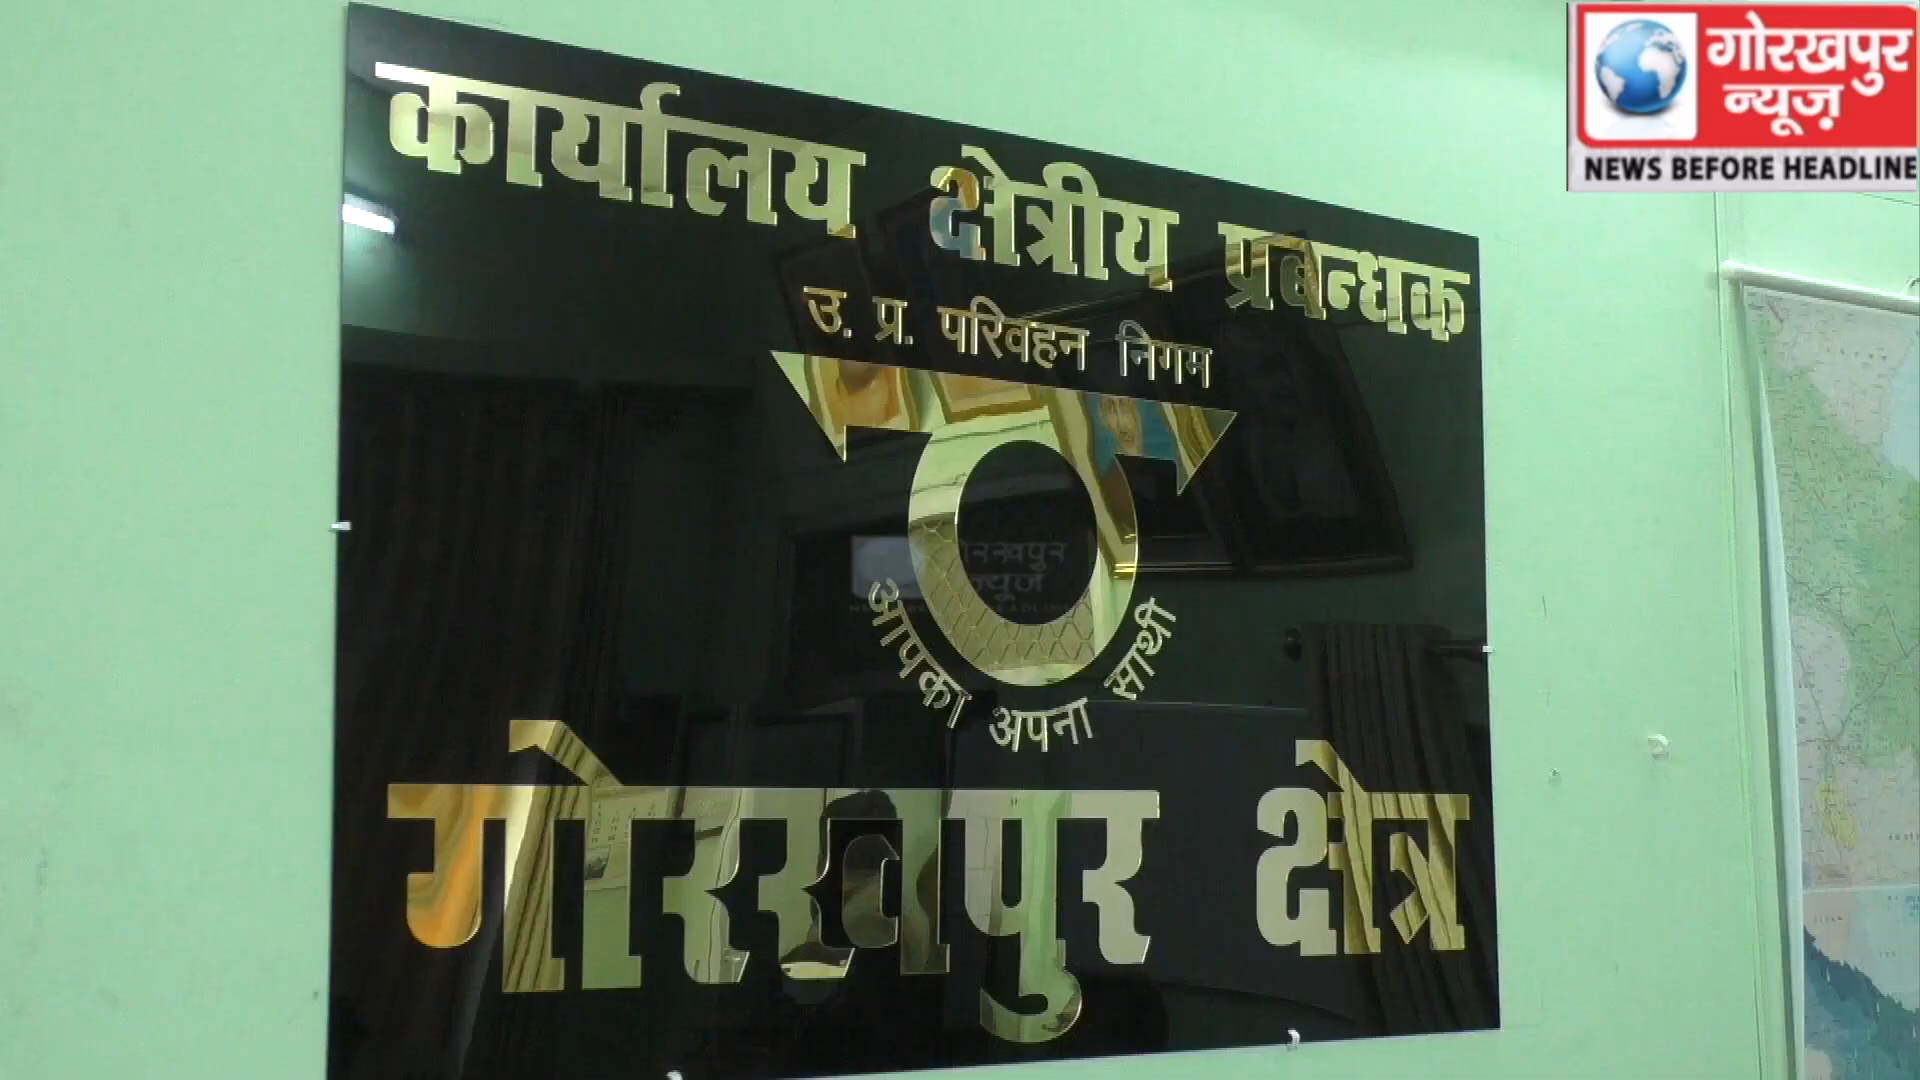 कार्यालय क्षेत्रीय प्रबन्धक
उ. प्र. परिवहन निगम
आपका अपना साथी
गोरखपुर क्षेत्र
गोरखपुर
न्यूज़
NEWS BEFORE HEADLINE